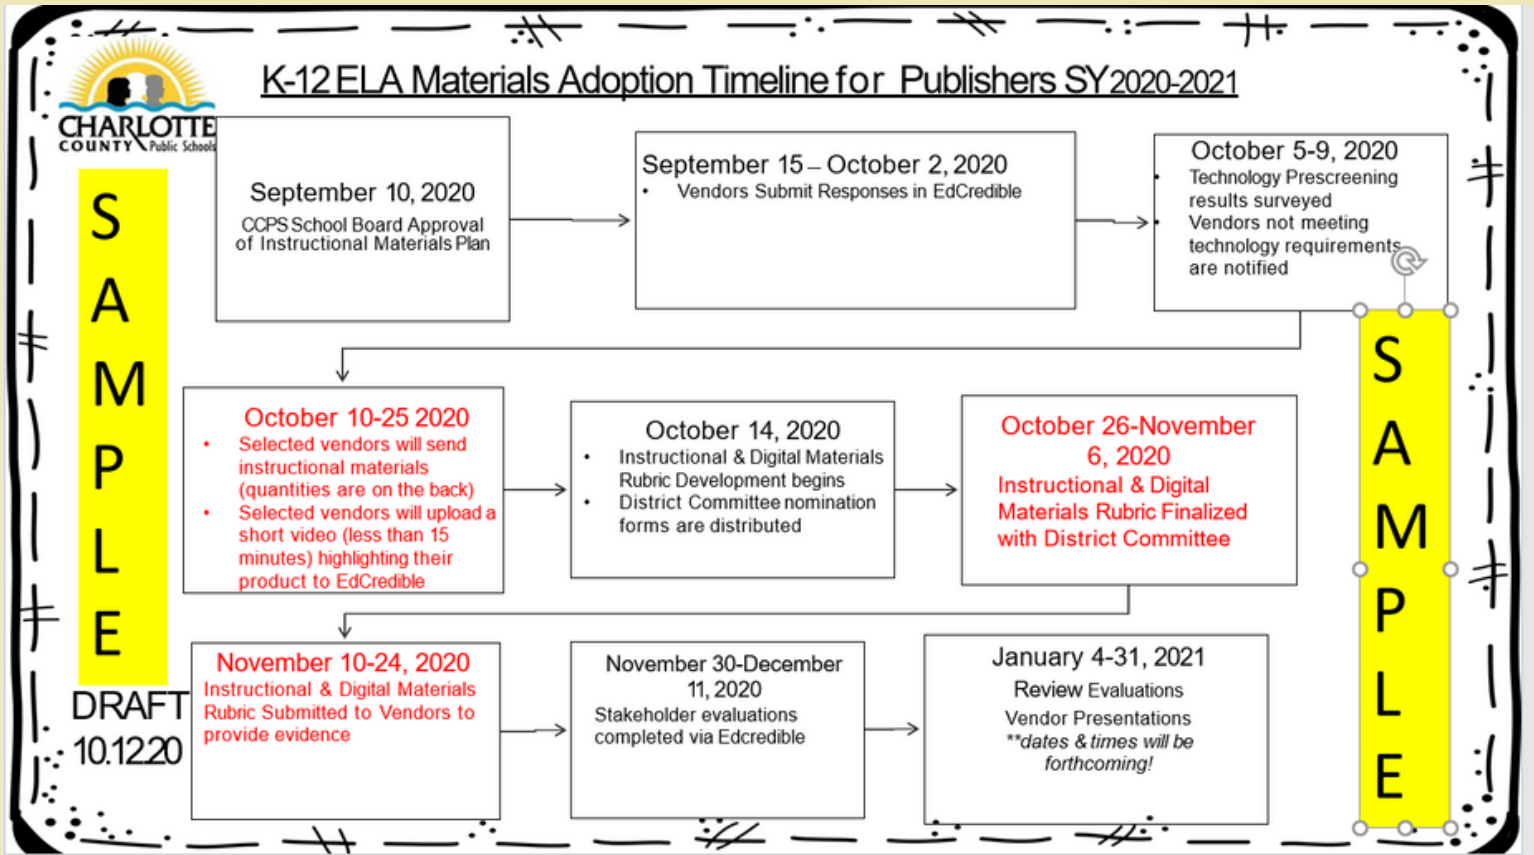 K-12 ELA Materials Adoption Timeline for Publishers SY2020-2021
CHARLOTTE
COUNTY Public Schools
September 10, 2020
CCPS School Board Approval
of Instructional Materials Plan
September 15 – October 2, 2020
• Vendors Submit Responses in EdCredible
October 5-9, 2020
• Technology Prescreening
results surveyed
• Vendors not meeting
technology requirements
are notified
October 10-25 2020
• Selected vendors will send
instructional materials
(quantities are on the back)
• Selected vendors will upload a
short video (less than 15
minutes) highlighting their
product to EdCredible
October 14, 2020
• Instructional & Digital Materials
Rubric Development begins
• District Committee nomination
forms are distributed
October 26-November
6, 2020
Instructional & Digital
Materials Rubric Finalized
with District Committee
November 10-24, 2020
Instructional & Digital Materials
Rubric Submitted to Vendors to
provide evidence
November 30-December
11, 2020
Stakeholder evaluations
completed via Edcredible
January 4-31, 2021
Review Evaluations
Vendor Presentations
**dates & times will be
forthcoming!
S
A
M
P
L
E
DRAFT
10.12.20
S
A
M
P
L
E